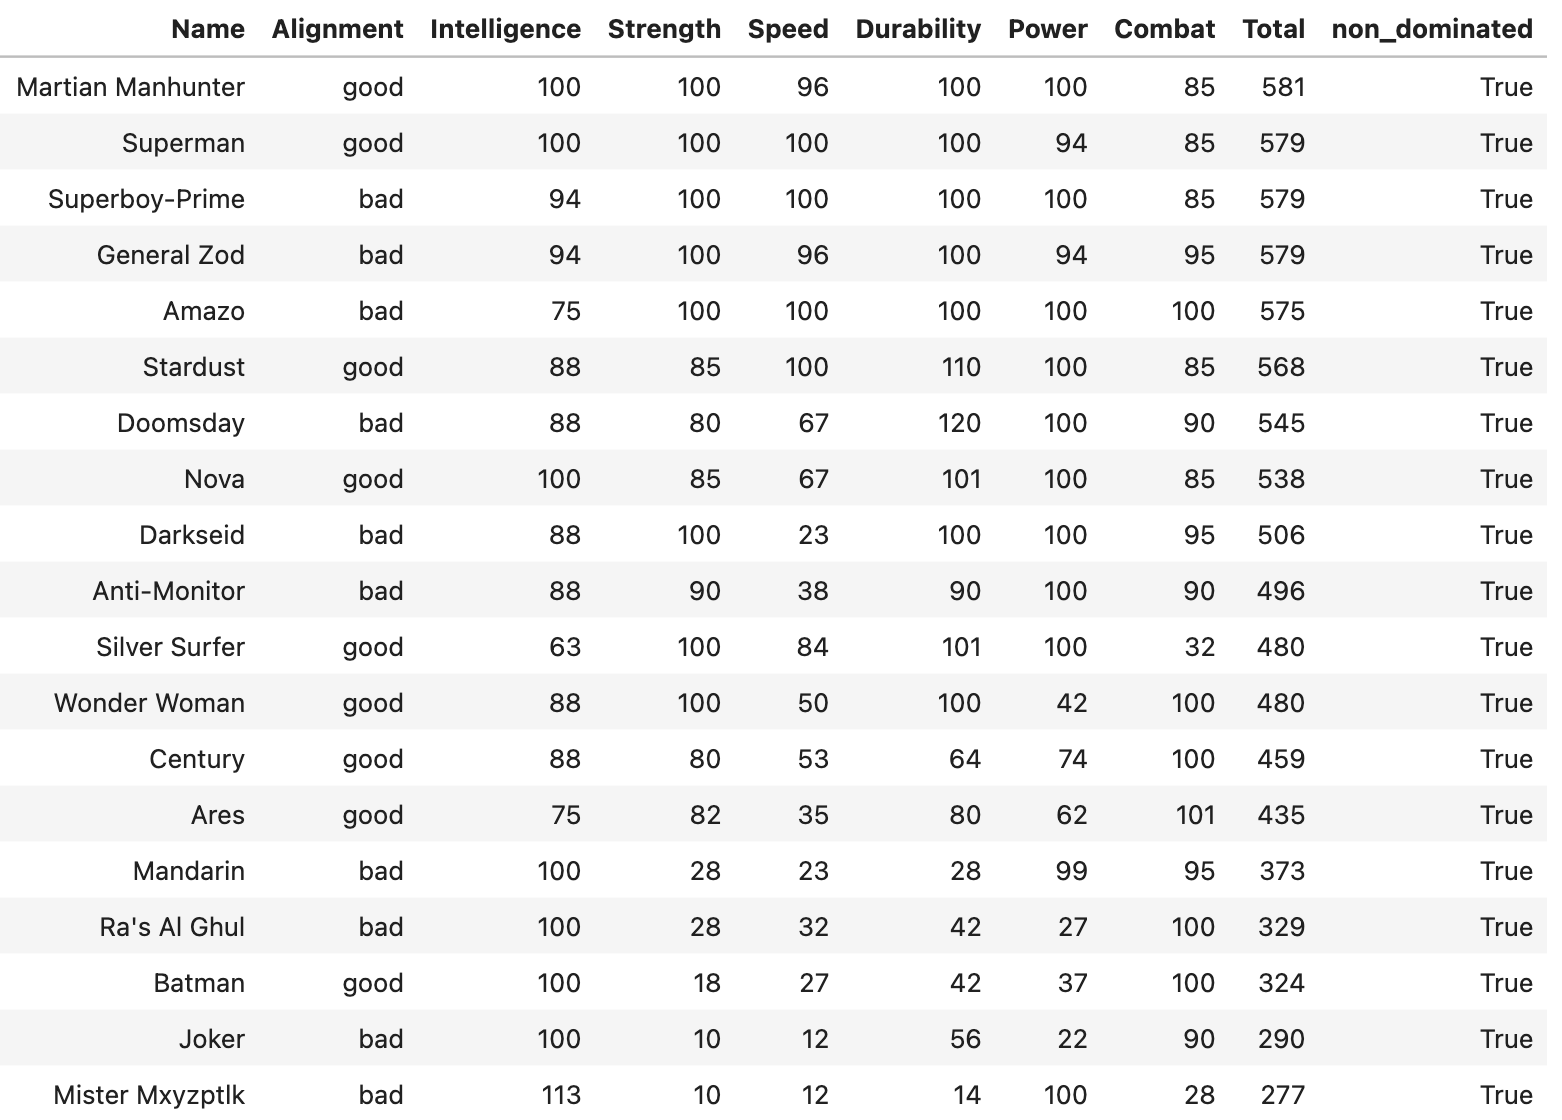 Name Alignment Intelligence Strength Speed Durability Power Combat Total non_dominated
Martian Manhunter good 100 100 96 100 100 85 581 True
Superman good 100 100 100 100 94 85 579 True
Superboy-Prime bad 94 100 100 100 100 85 579 True
General Zod bad 94 100 96 100 94 95 579 True
Amazo bad 75 100 100 100 100 100 575 True
Stardust good 88 85 100 110 100 85 568 True
Doomsday bad 88 80 67 120 100 90 545 True
Nova good 100 85 67 101 100 85 538 True
Darkseid bad 88 100 23 100 100 95 506 True
Anti-Monitor bad 88 90 38 90 100 90 496 True
Silver Surfer good 63 100 84 101 100 32 480 True
Wonder Woman good 88 100 50 100 42 100 480 True
Century good 88 80 53 64 74 100 459 True
Ares good 75 82 35 80 62 101 435 True
Mandarin bad 100 28 23 28 99 95 373 True
Ra's Al Ghul bad 100 28 32 42 27 100 329 True
Batman good 100 18 27 42 37 100 324 True
Joker bad 100 10 12 56 22 90 290 True
Mister Mxyzptlk bad 113 10 12 14 100 28 277 True